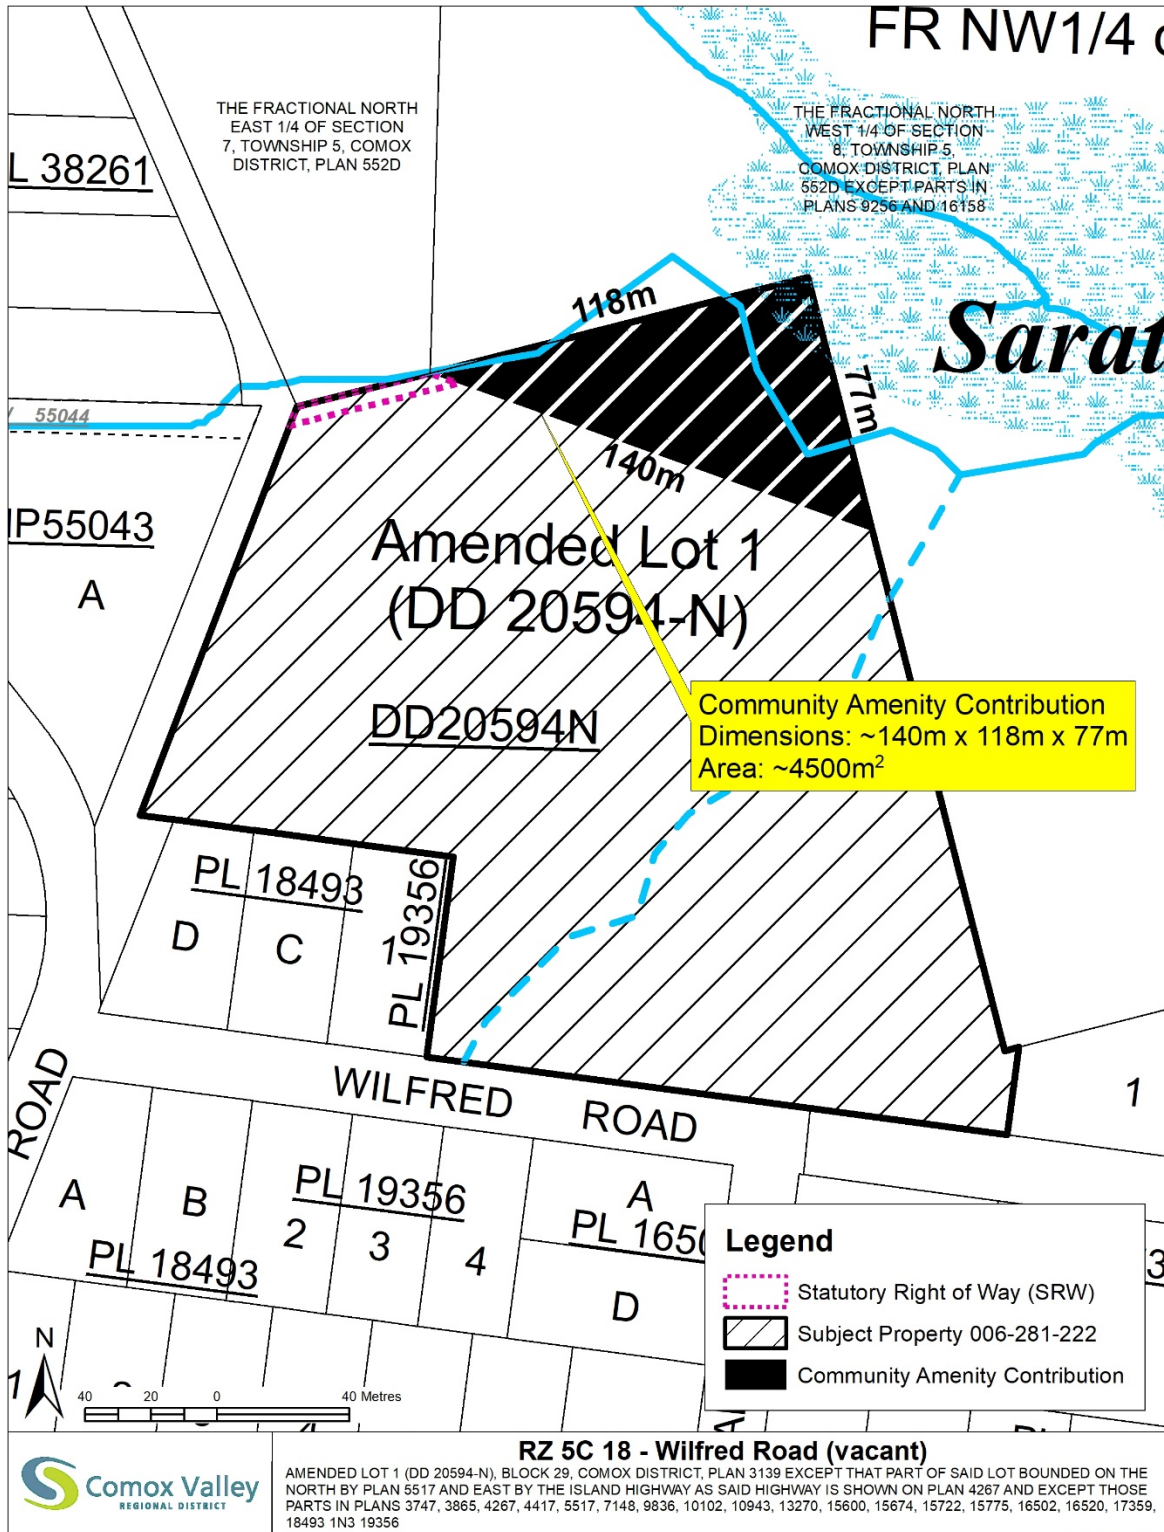 FR NW1/4
THE FRACTIONAL NORTH
EAST 1/4 OF SECTION
7, TOWNSHIP 5, COMOX
DISTRICT, PLAN 552D
THE FRACTIONAL NORTH
WEST 1/4 OF SECTION
8, TOWNSHIP 5,
COMOX DISTRICT, PLAN
552D EXCEPT PARTS IN
PLANS 9256 AND 16158
L 38261
118m
Sarat
77m
55044
140m
IP55043
A
Amended Lot 1
(DD 20594-N)
DD20594N
Community Amenity Contribution
Dimensions: ~140m x 118m x 77m
Area: ~4500m²
PL 18493
PL 19356
D
C
1
WILFRED ROAD
ROAD
1
A
B
PL 18493
PL 19356
2
3
4
A
PL 1650
D
Legend
Statutory Right of Way (SRW)
Subject Property 006-281-222
Community Amenity Contribution
3
N
1
40 20 0 40 Metres
Comox Valley
REGIONAL DISTRICT
RZ 5C 18 - Wilfred Road (vacant)
AMENDED LOT 1 (DD 20594-N), BLOCK 29, COMOX DISTRICT, PLAN 3139 EXCEPT THAT PART OF SAID LOT BOUNDED ON THE
NORTH BY PLAN 5517 AND EAST BY THE ISLAND HIGHWAY AS SAID HIGHWAY IS SHOWN ON PLAN 4267 AND EXCEPT THOSE
PARTS IN PLANS 3747, 3865, 4267, 4417, 5517, 7148, 9836, 10102, 10943, 13270, 15600, 15674, 15722, 15775, 16502, 16520, 17359,
18493 1N3 19356